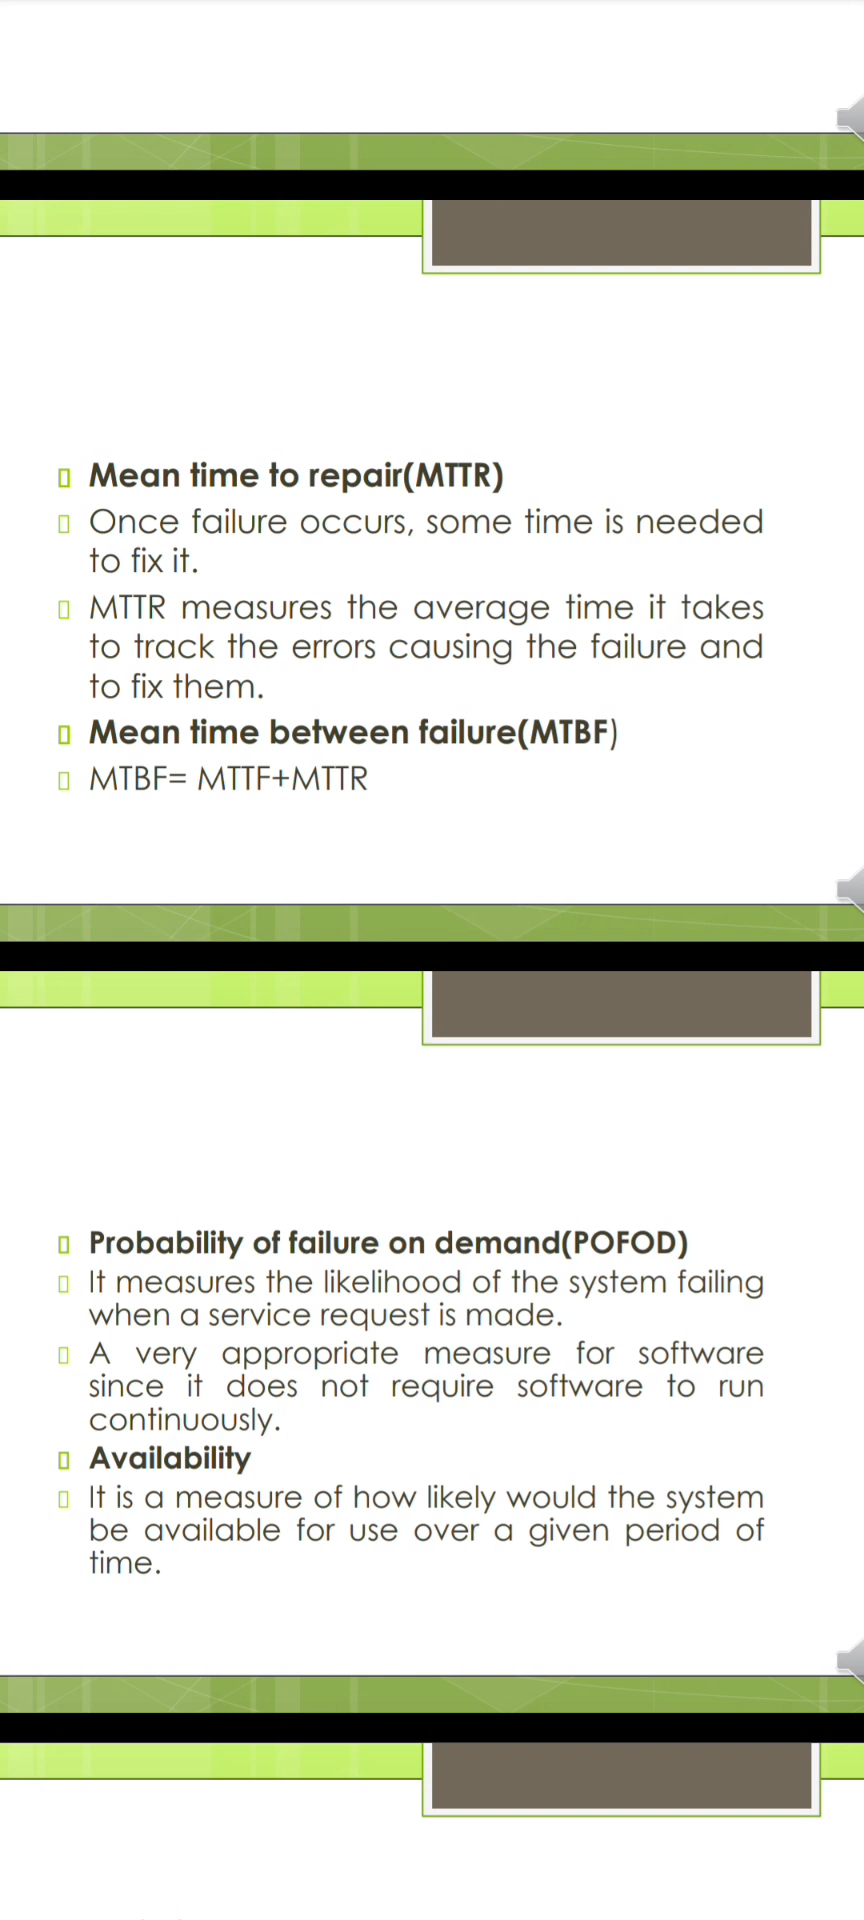 Mean time to repair(MTTR)
Once failure occurs, some time is needed
to fix it.
MTTR measures the average time it takes
to track the errors causing the failure and
to fix them.
Mean time between failure(MTBF)
MTBF= MTTF+MTTR
Probability of failure on demand(POFOD)
It measures the likelihood of the system failing
when a service request is made.
A very appropriate measure for software
since it does not require software to run
continuously.
Availability
It is a measure of how likely would the system
be available for use over a given period of
time.